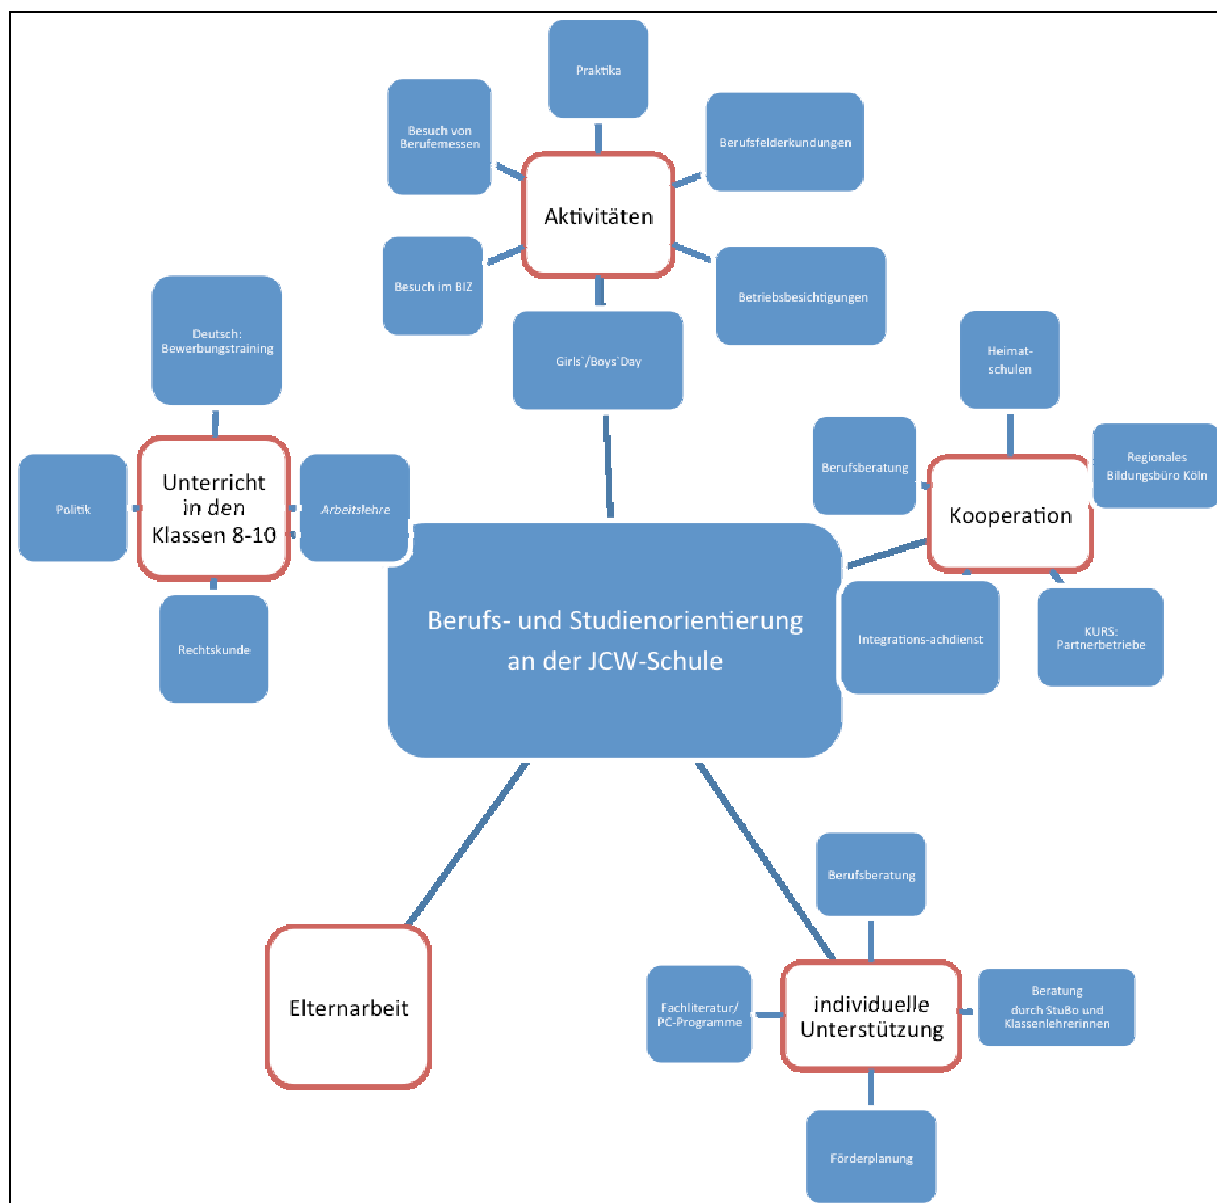 Praktika
Besuch von
Berufemessen
Berufsfelderkundungen
Aktivitäten
Besuch im BIZ
Betriebsbesichtigungen
Girls`/Boys`Day
Deutsch:
Bewerbungstraining
Politik
Unterricht
in den
Klassen 8-10
Arbeitslehre
Rechtskunde
Heimat-
schulen
Berufsberatung
Regionales
Bildungsbüro Köln
Kooperation
Integrations-achdienst
KURS:
Partnerbetriebe
Berufs- und Studienorientierung
an der JCW-Schule
Elternarbeit
Berufsberatung
Fachliteratur/
PC-Programme
individuelle
Unterstützung
Beratung
durch StuBo und
Klassenlehrerinnen
Förderplanung